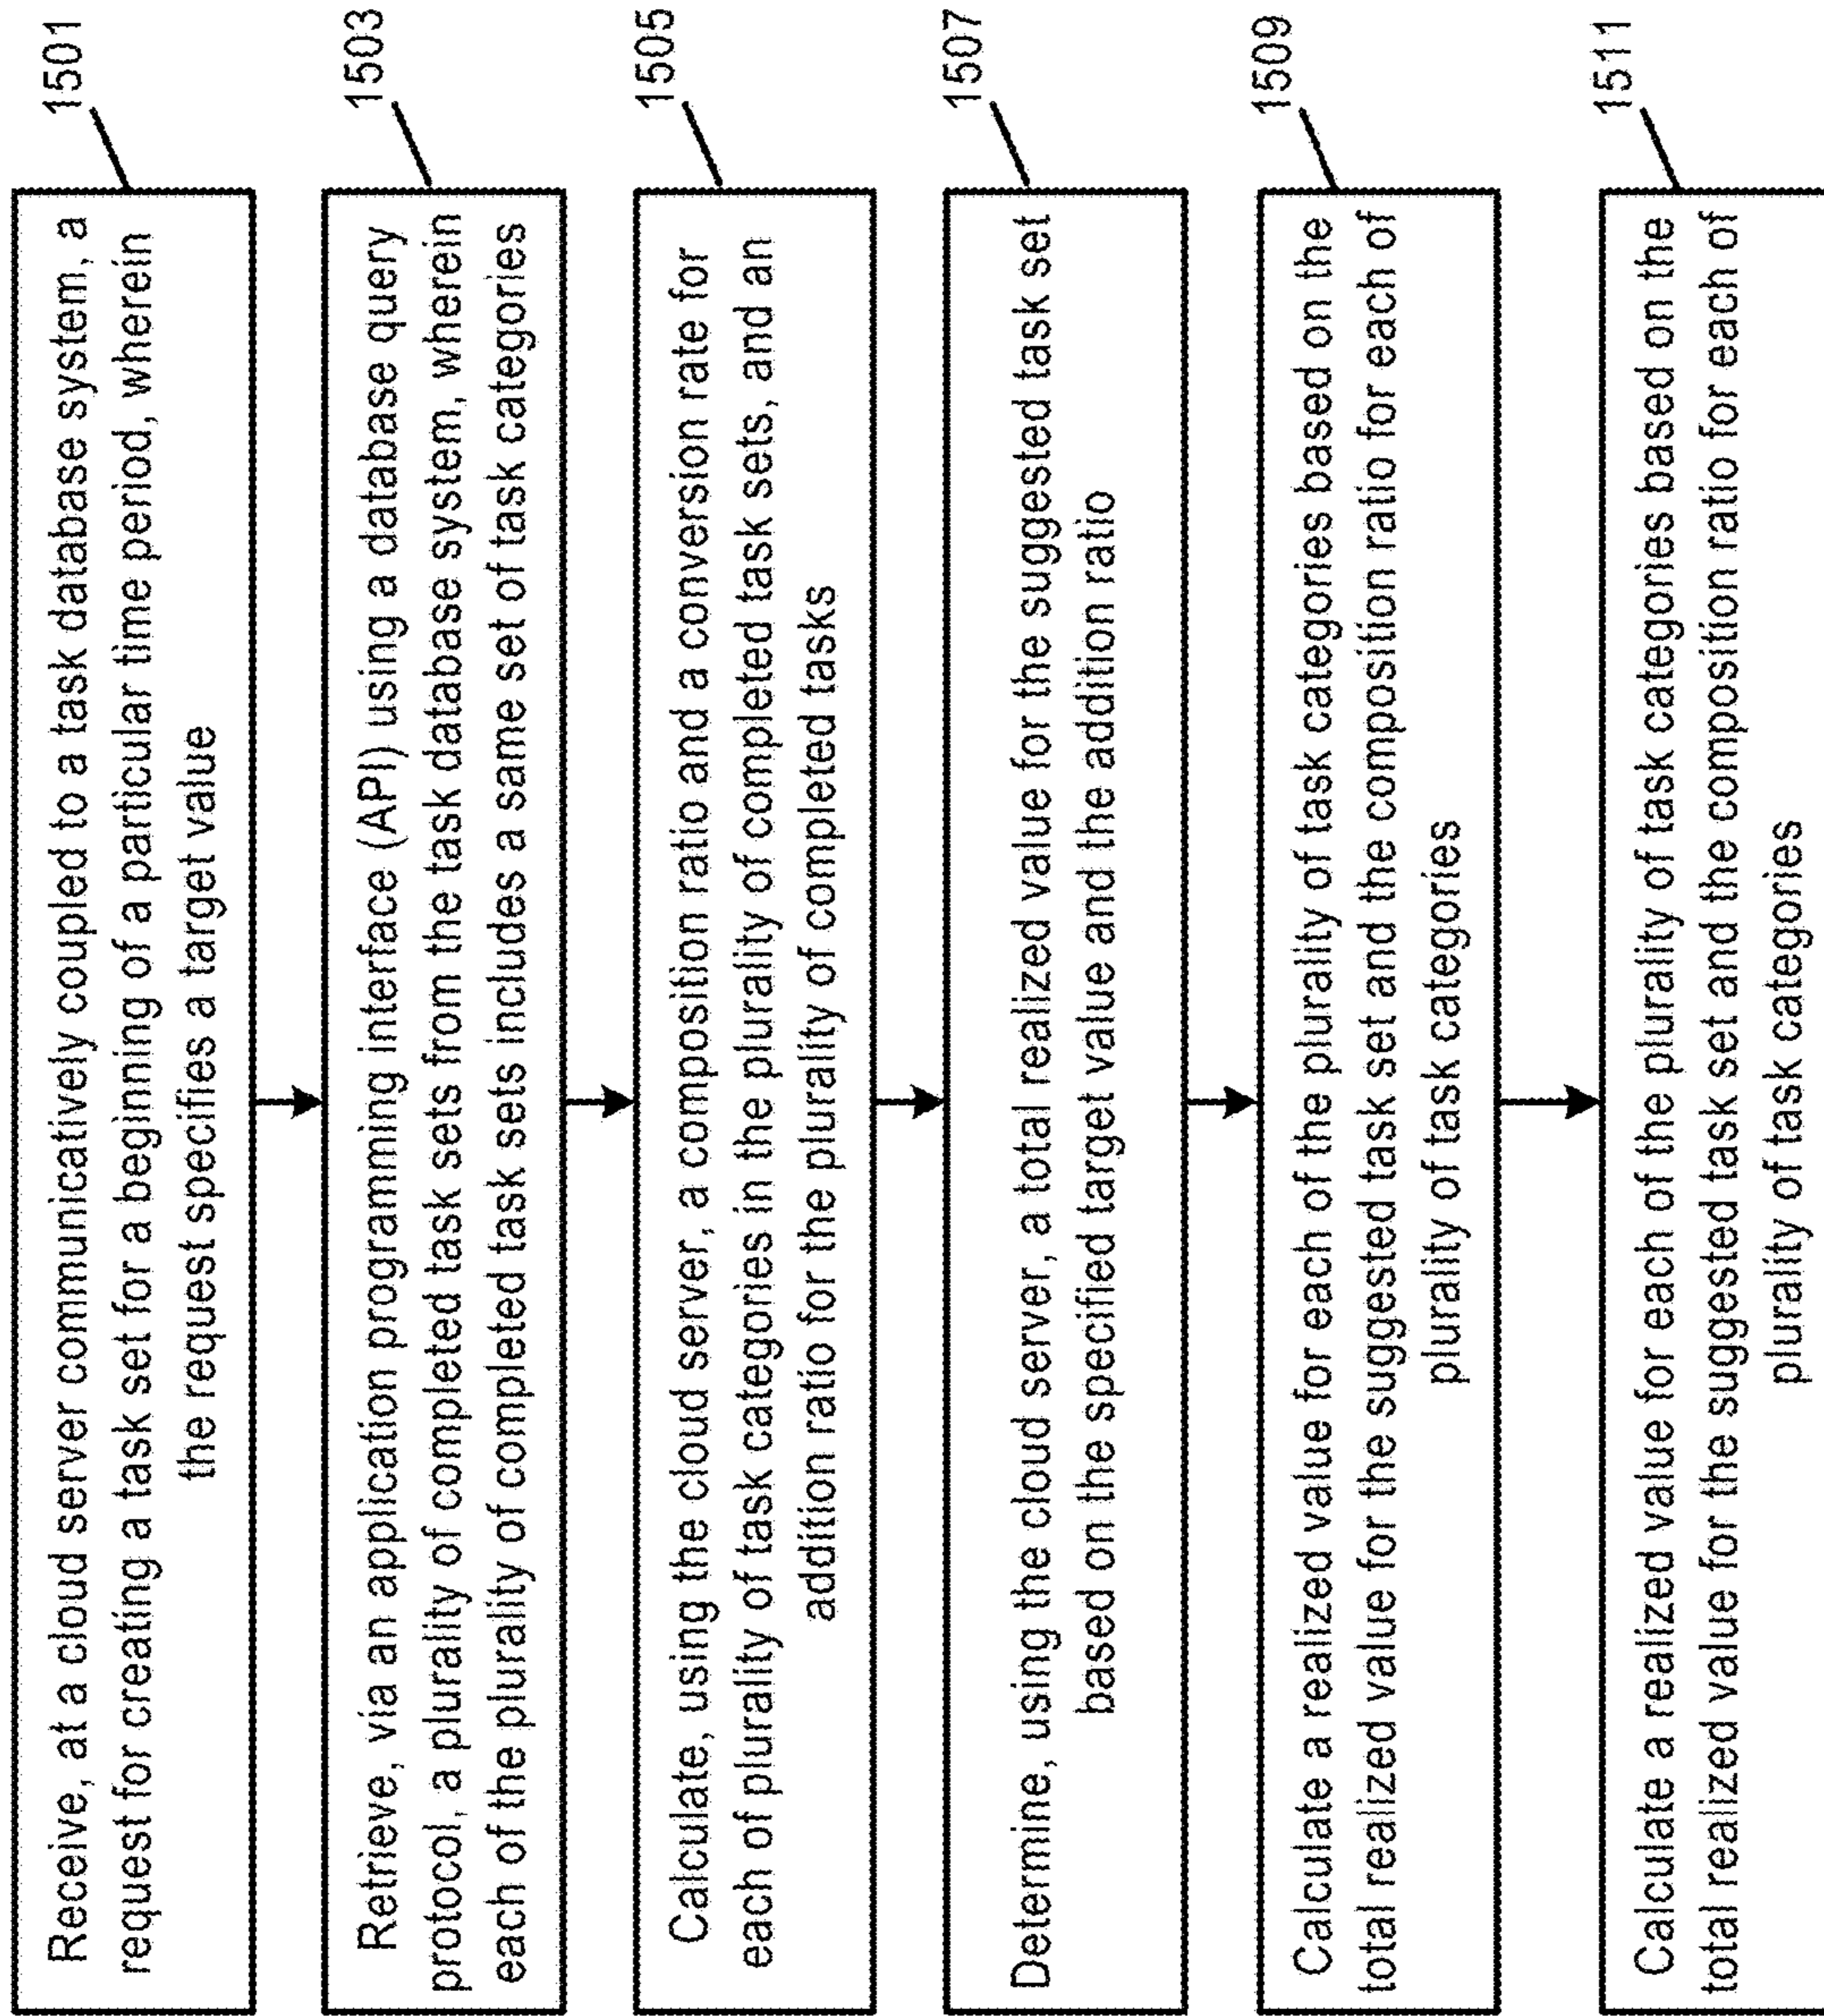 Receive, at a cloud server communicatively coupled to a task database system, a
request for creating a task set for a beginning of a particular time period, wherein
the request specifies a target value
1501
Retrieve, via an application programming interface (API) using a database query
protocol, a plurality of completed task sets from the task database system, wherein
each of the plurality of completed task sets includes a same set of task categories
1503
Calculate, using the cloud server, a composition ratio and a conversion rate for
each of plurality of task categories in the plurality of completed task sets, and an
addition ratio for the plurality of completed tasks
1505
Determine, using the cloud server, a total realized value for the suggested task set
based on the specified target value and the addition ratio
1507
Calculate a realized value for each of the plurality of task categories based on the
total realized value for the suggested task set and the composition ratio for each of
plurality of task categories
1509
Calculate a realized value for each of the plurality of task categories based on the
total realized value for the suggested task set and the composition ratio for each of
plurality of task categories
1511